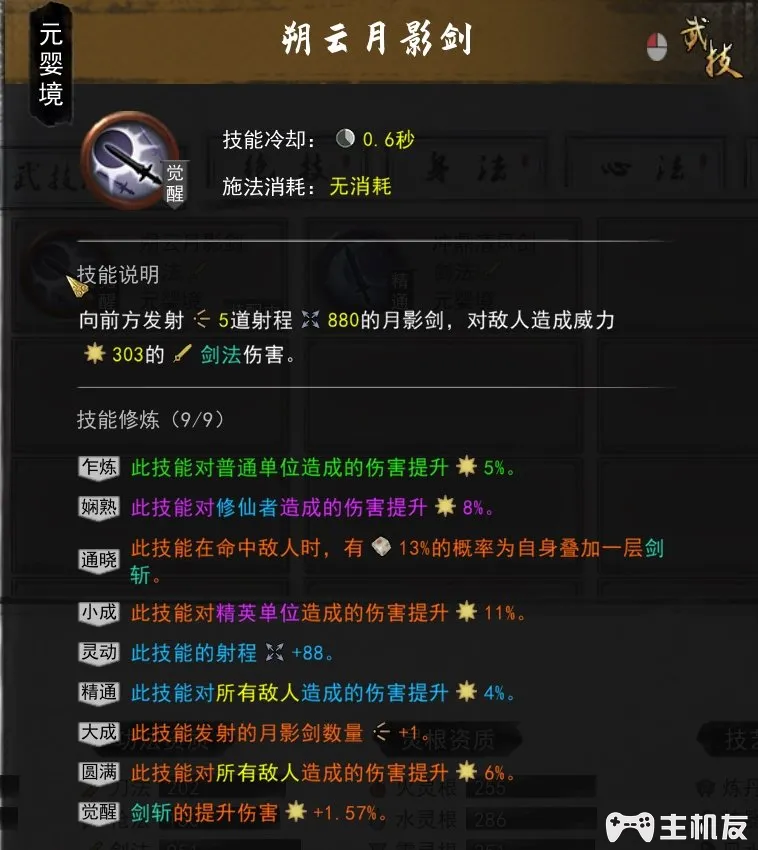 元婴境
朔云月影剑
武技
技能冷却： 0.6秒
觉醒
施法消耗：无消耗
技能说明
向前方发射 5道射程 880的月影剑，对敌人造成威力
303的 剑法伤害。
技能修炼（9/9）
乍炼 此技能对普通单位造成的伤害提升 5%。
娴熟 此技能对修仙者造成的伤害提升 8%。
通晓 此技能在命中敌人时，有 13%的概率为自身叠加一层剑
斩。
小成 此技能对精英单位造成的伤害提升 11%。
灵动 此技能的射程 +88。
精通 此技能对所有敌人造成的伤害提升 4%。
大成 此技能发射的月影剑数量 +1。
圆满 此技能对所有敌人造成的伤害提升 6%。
觉醒 剑斩的提升伤害 +1.57%。
主机友